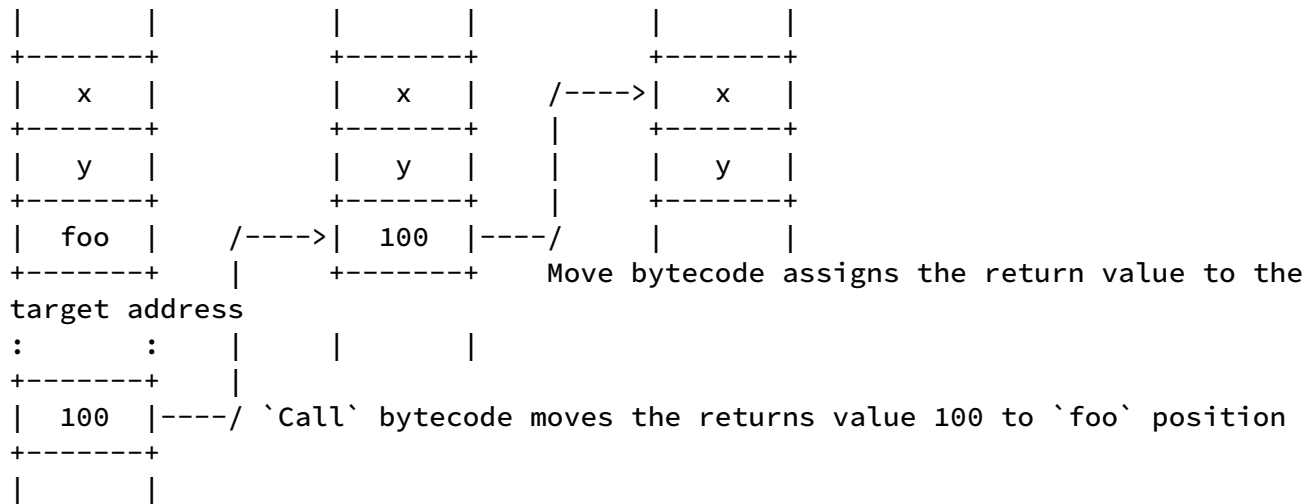 |       |         |       |          |       |
+-------+         +-------+          +-------+
|   x   |         |   x   |    /---->|   x   |
+-------+         +-------+    |     +-------+
|   y   |         |   y   |    |     |   y   |
+-------+         +-------+    |     +-------+
|  foo  |    /---->|  100  |----/     |       |
+-------+    |     +-------+    Move bytecode assigns the return value to the
target address
:       :    |     |       |
+-------+    |
|  100  |----/ `Call` bytecode moves the returns value 100 to `foo` position
+-------+
|       |